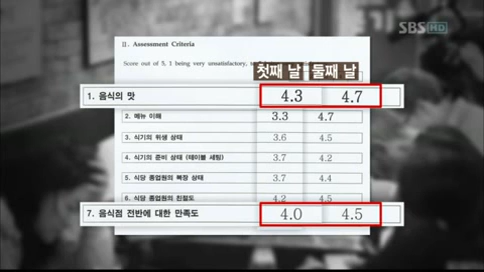 SBS HD
II. Assessment Criteria
Score out of 5, 1 being very unsatisfactory,
첫째 날 둘째 날
1. 음식의 맛 4.3 4.7
2. 메뉴 이해 3.3 4.7
3. 식기의 위생 상태 3.6 4.5
4. 식기의 준비 상태 (테이블 세팅) 3.7 4.2
5. 식당 종업원의 복장 상태 3.7 4.4
6. 식당 종업원의 친절도 4.2 4.5
7. 음식점 전반에 대한 만족도 4.0 4.5